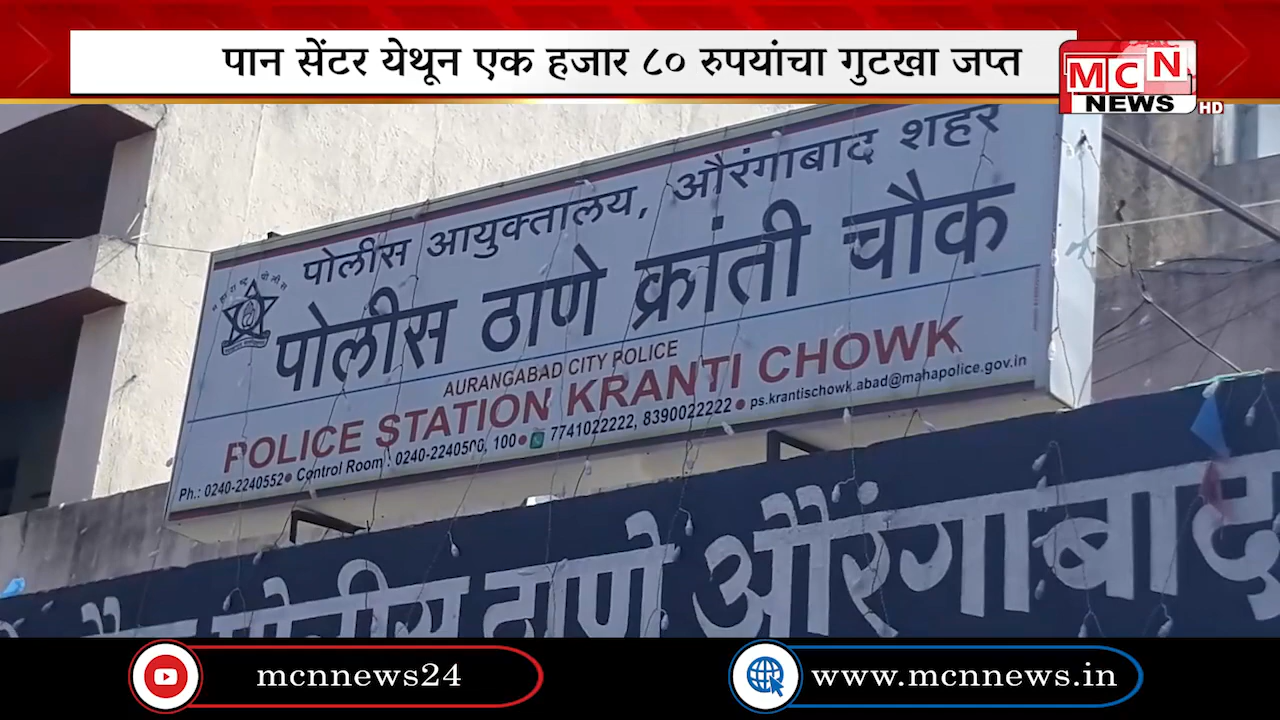 पान सेंटर येथून एक हजार ८० रुपयांचा गुटखा जप्त
MCN
NEWS
HD
पोलीस आयुक्तालय, औरंगाबाद शहर
पोलीस ठाणे क्रांती चौक
AURANGABAD CITY POLICE
POLICE STATION KRANTI CHOWK
Ph.: 0240-2240552 ● Control Room : 0240-2240500, 100 ● 7741022222, 8390022222 ● ps.krantischowk.abad@mahapolice.gov.in
पोलीस ठाणे औरंगाबाद
mcnnews24
www.mcnnews.in